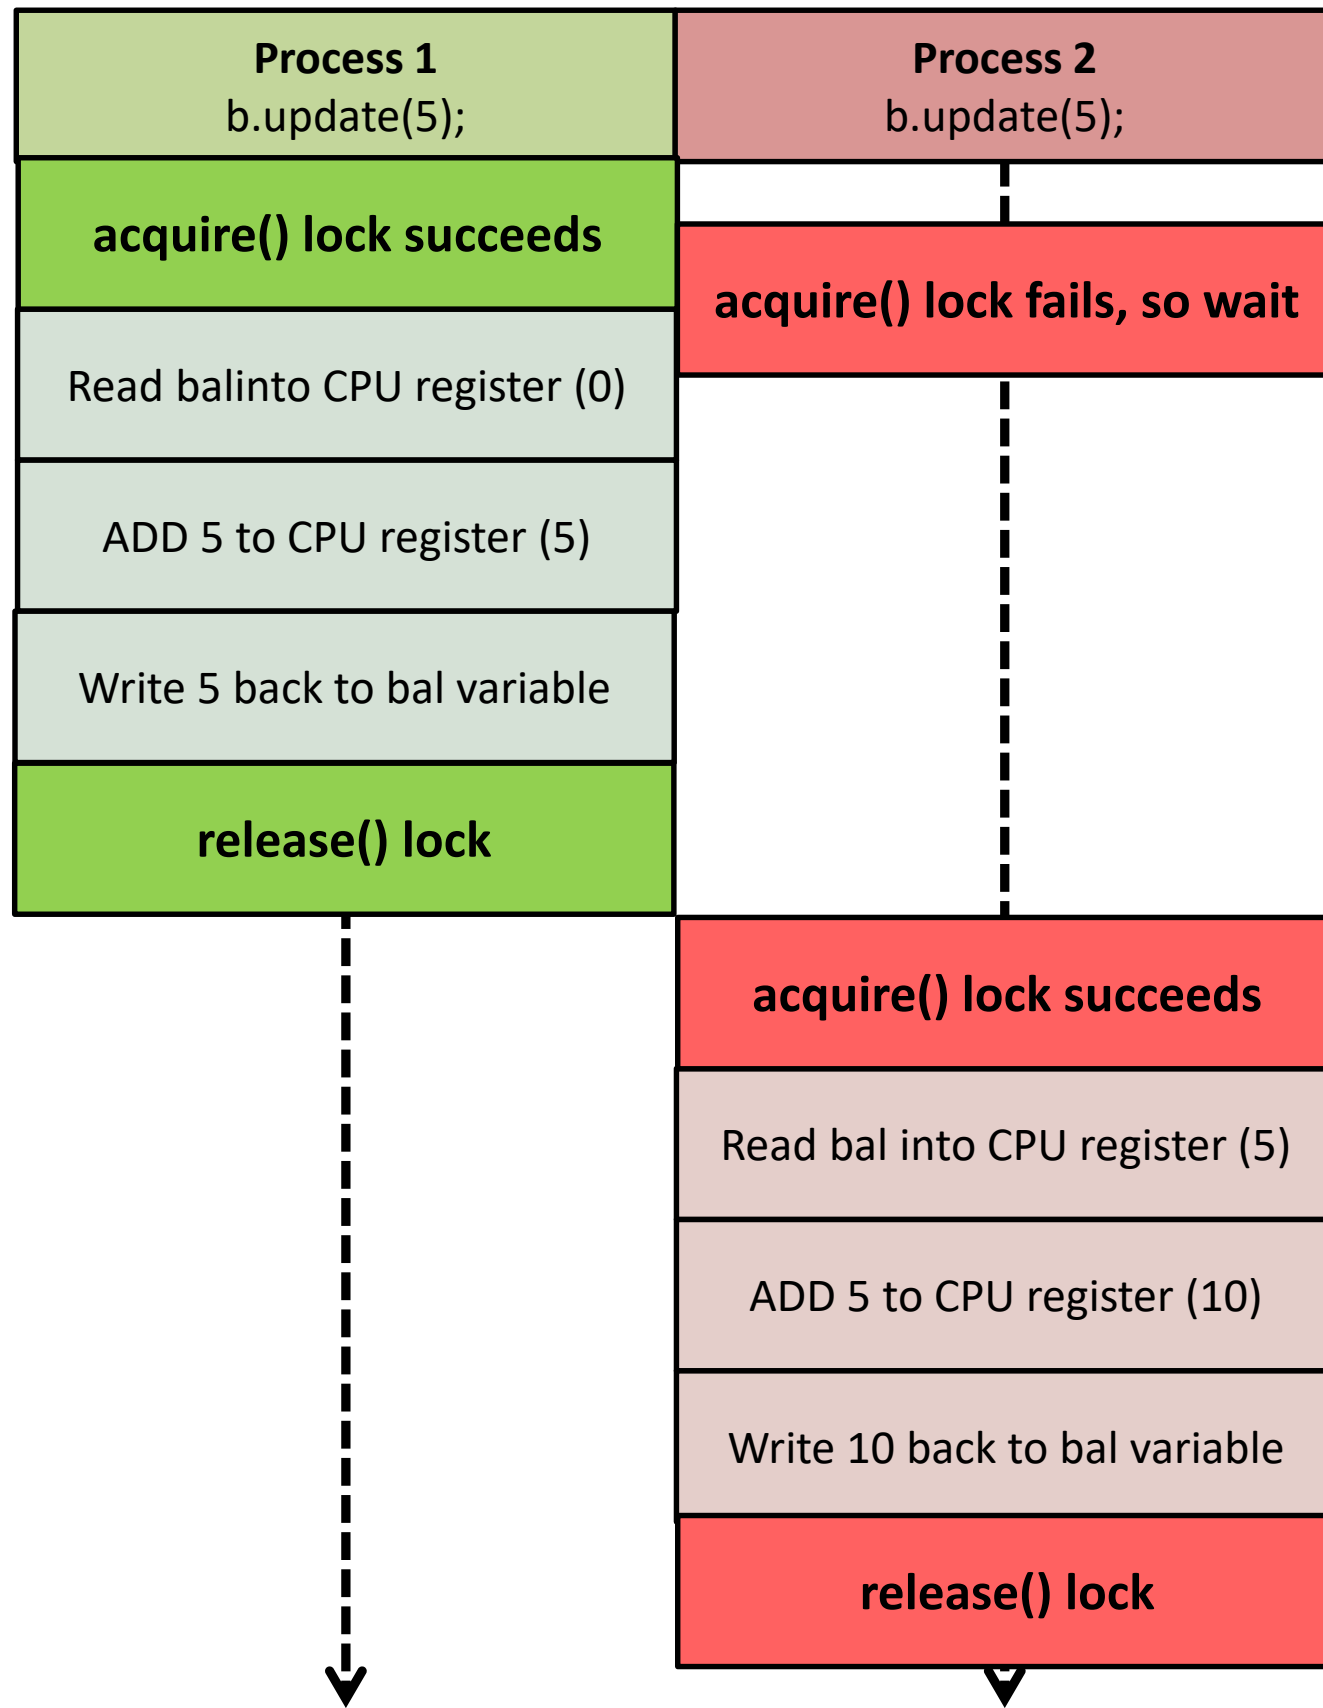 Process 1
b.update(5);
Process 2
b.update(5);
acquire() lock succeeds
acquire() lock fails, so wait
Read balinto CPU register (0)
ADD 5 to CPU register (5)
Write 5 back to bal variable
release() lock
acquire() lock succeeds
Read bal into CPU register (5)
ADD 5 to CPU register (10)
Write 10 back to bal variable
release() lock